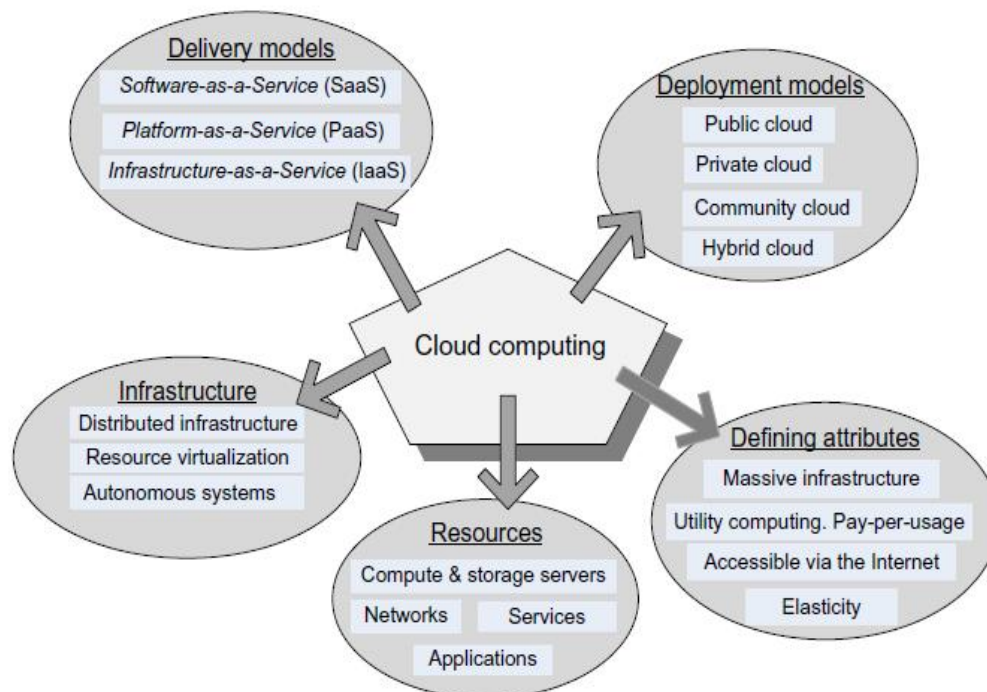 Delivery models
Software-as-a-Service (SaaS)
Platform-as-a-Service (PaaS)
Infrastructure-as-a-Service (IaaS)
Deployment models
Public cloud
Private cloud
Community cloud
Hybrid cloud
Cloud computing
Infrastructure
Distributed infrastructure
Resource virtualization
Autonomous systems
Resources
Compute & storage servers
Networks
Services
Applications
Defining attributes
Massive infrastructure
Utility computing. Pay-per-usage
Accessible via the Internet
Elasticity